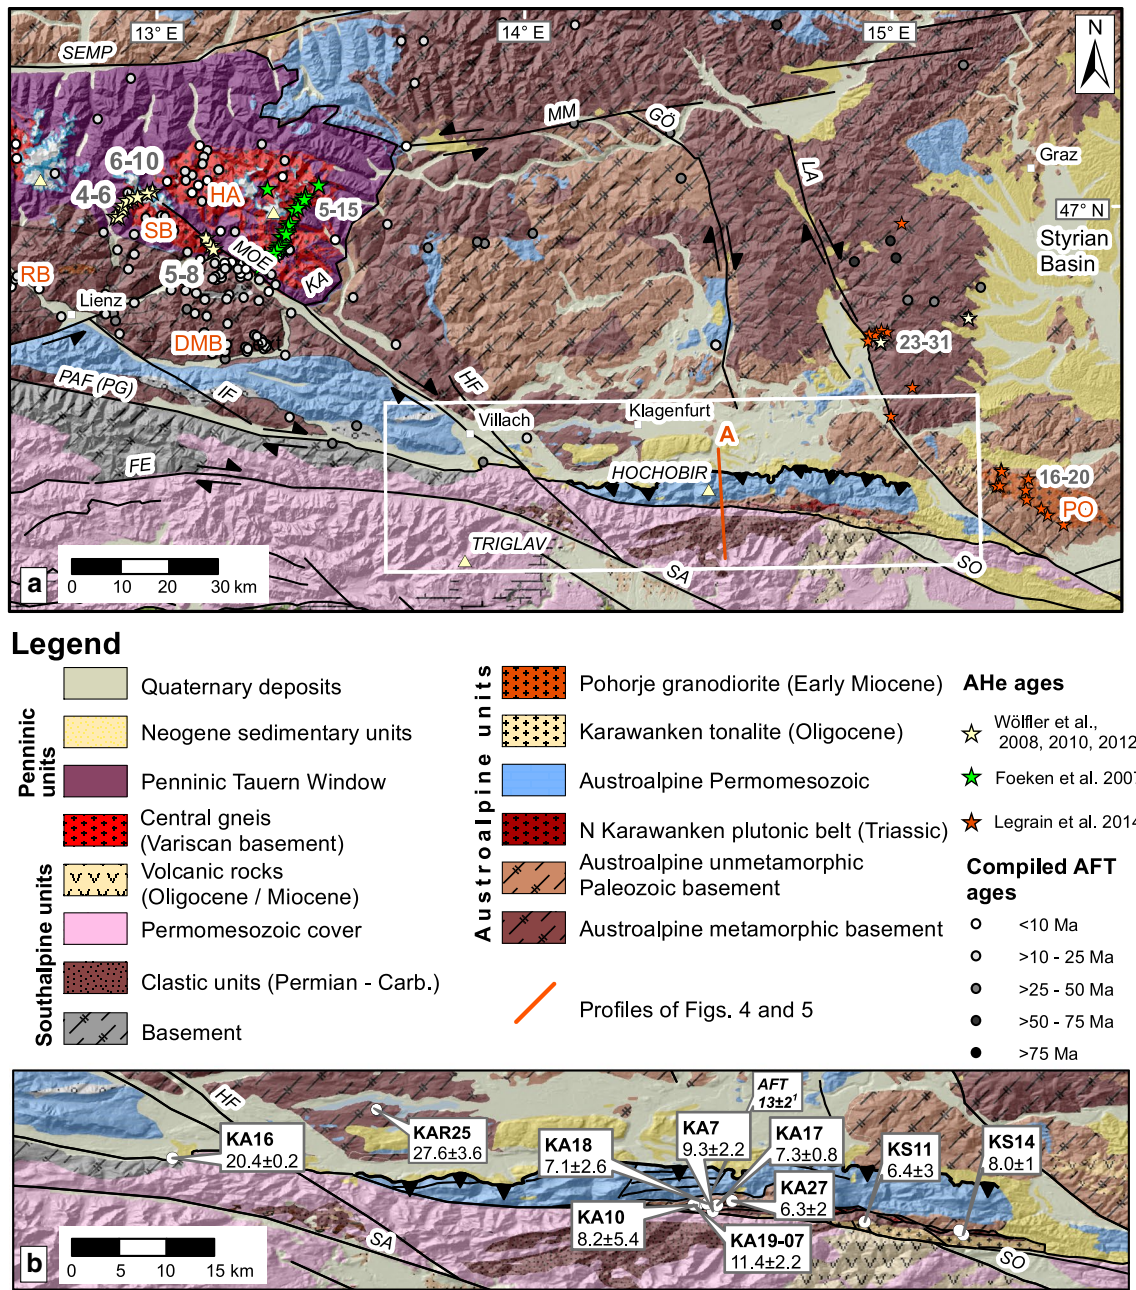 13° E
14° E
15° E
N
SEMP
MM
GÖ
Graz
LA
6-10
4-6
HA
5-15
47° N
SB
MOE
Styrian
Basin
RB
5-8
KA
Lienz
DMB
23-31
PAF (PG)
IF
HF
Villach
Klagenfurt
A
FE
HOCHOBIR
16-20
PO
TRIGLAV
SA
SO
a
0 10 20 30 km
Legend
Penninic
units
Quaternary deposits
Neogene sedimentary units
Penninic Tauern Window
Central gneis
(Variscan basement)
Southalpine units
Volcanic rocks
(Oligocene / Miocene)
Permomesozoic cover
Clastic units (Permian - Carb.)
Basement
Austroalpine units
Pohorje granodiorite (Early Miocene)
Karawanken tonalite (Oligocene)
Austroalpine Permomesozoic
N Karawanken plutonic belt (Triassic)
Austroalpine unmetamorphic
Paleozoic basement
Austroalpine metamorphic basement
Profiles of Figs. 4 and 5
AHe ages
Wölfler et al.,
2008, 2010, 2012
Foeken et al. 2007
Legrain et al. 2014
Compiled AFT
ages
<10 Ma
>10 - 25 Ma
>25 - 50 Ma
>50 - 75 Ma
>75 Ma
HF
AFT
13±2¹
KA16
20.4±0.2
KAR25
27.6±3.6
KA18
7.1±2.6
KA7
9.3±2.2
KA17
7.3±0.8
KS11
6.4±3
KS14
8.0±1
KA27
6.3±2
KA10
8.2±5.4
KA19-07
11.4±2.2
SA
SO
b
0 5 10 15 km